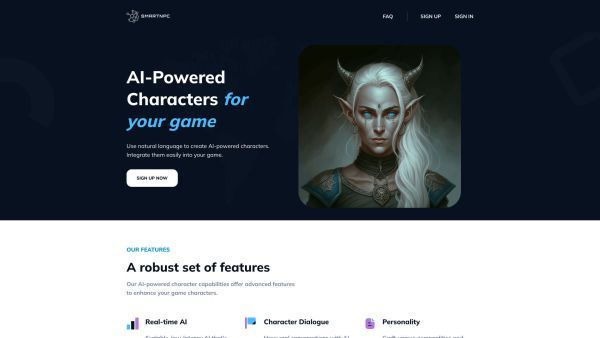 SMARTNPC
FAQ
SIGN UP
SIGN IN
AI-Powered
Characters for
your game
Use natural language to create AI-powered characters.
Integrate them easily into your game.
SIGN UP NOW
OUR FEATURES
A robust set of features
Our AI-powered character capabilities offer advanced features
to enhance your game characters.
Real-time AI
Character Dialogue
Personality